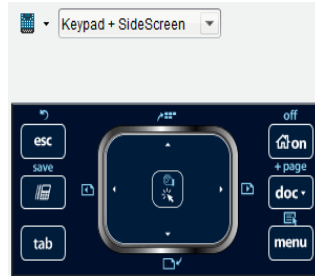 Keypad + SideScreen
off
esc
on
save
+ page
doc
tab
menu